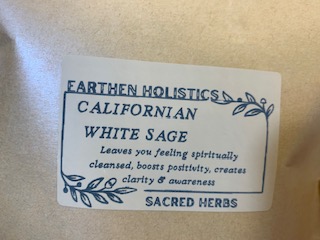 EARTHEN HOLISTICS
CALIFORNIAN
WHITE SAGE
Leaves you feeling spiritually
cleansed, boosts positivity, creates
clarity & awareness
SACRED HERBS